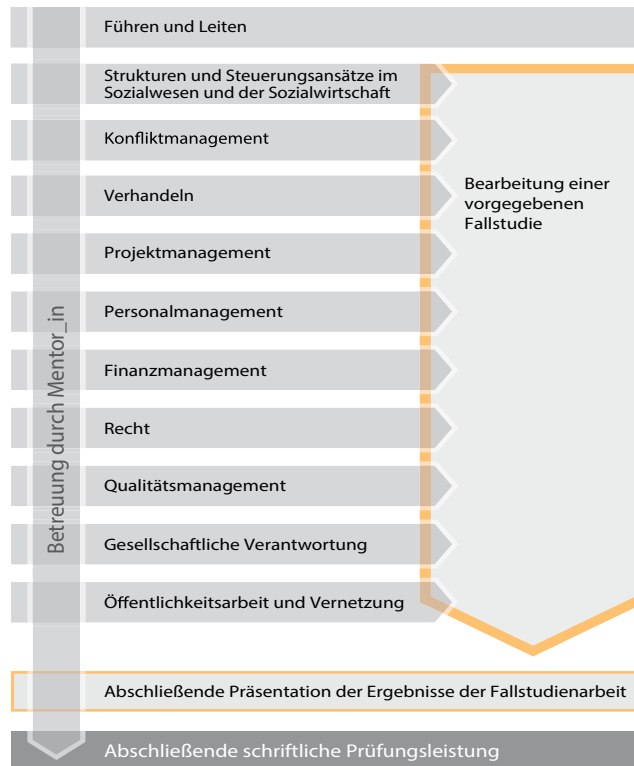 Führen und Leiten
Strukturen und Steuerungsansätze im
Sozialwesen und der Sozialwirtschaft
Konfliktmanagement
Verhandeln
Projektmanagement
Personalmanagement
Finanzmanagement
Recht
Qualitätsmanagement
Gesellschaftliche Verantwortung
Öffentlichkeitsarbeit und Vernetzung
Bearbeitung einer
vorgegebenen
Fallstudie
Betreuung durch Mentor_in
Abschließende Präsentation der Ergebnisse der Fallstudienarbeit
Abschließende schriftliche Prüfungsleistung